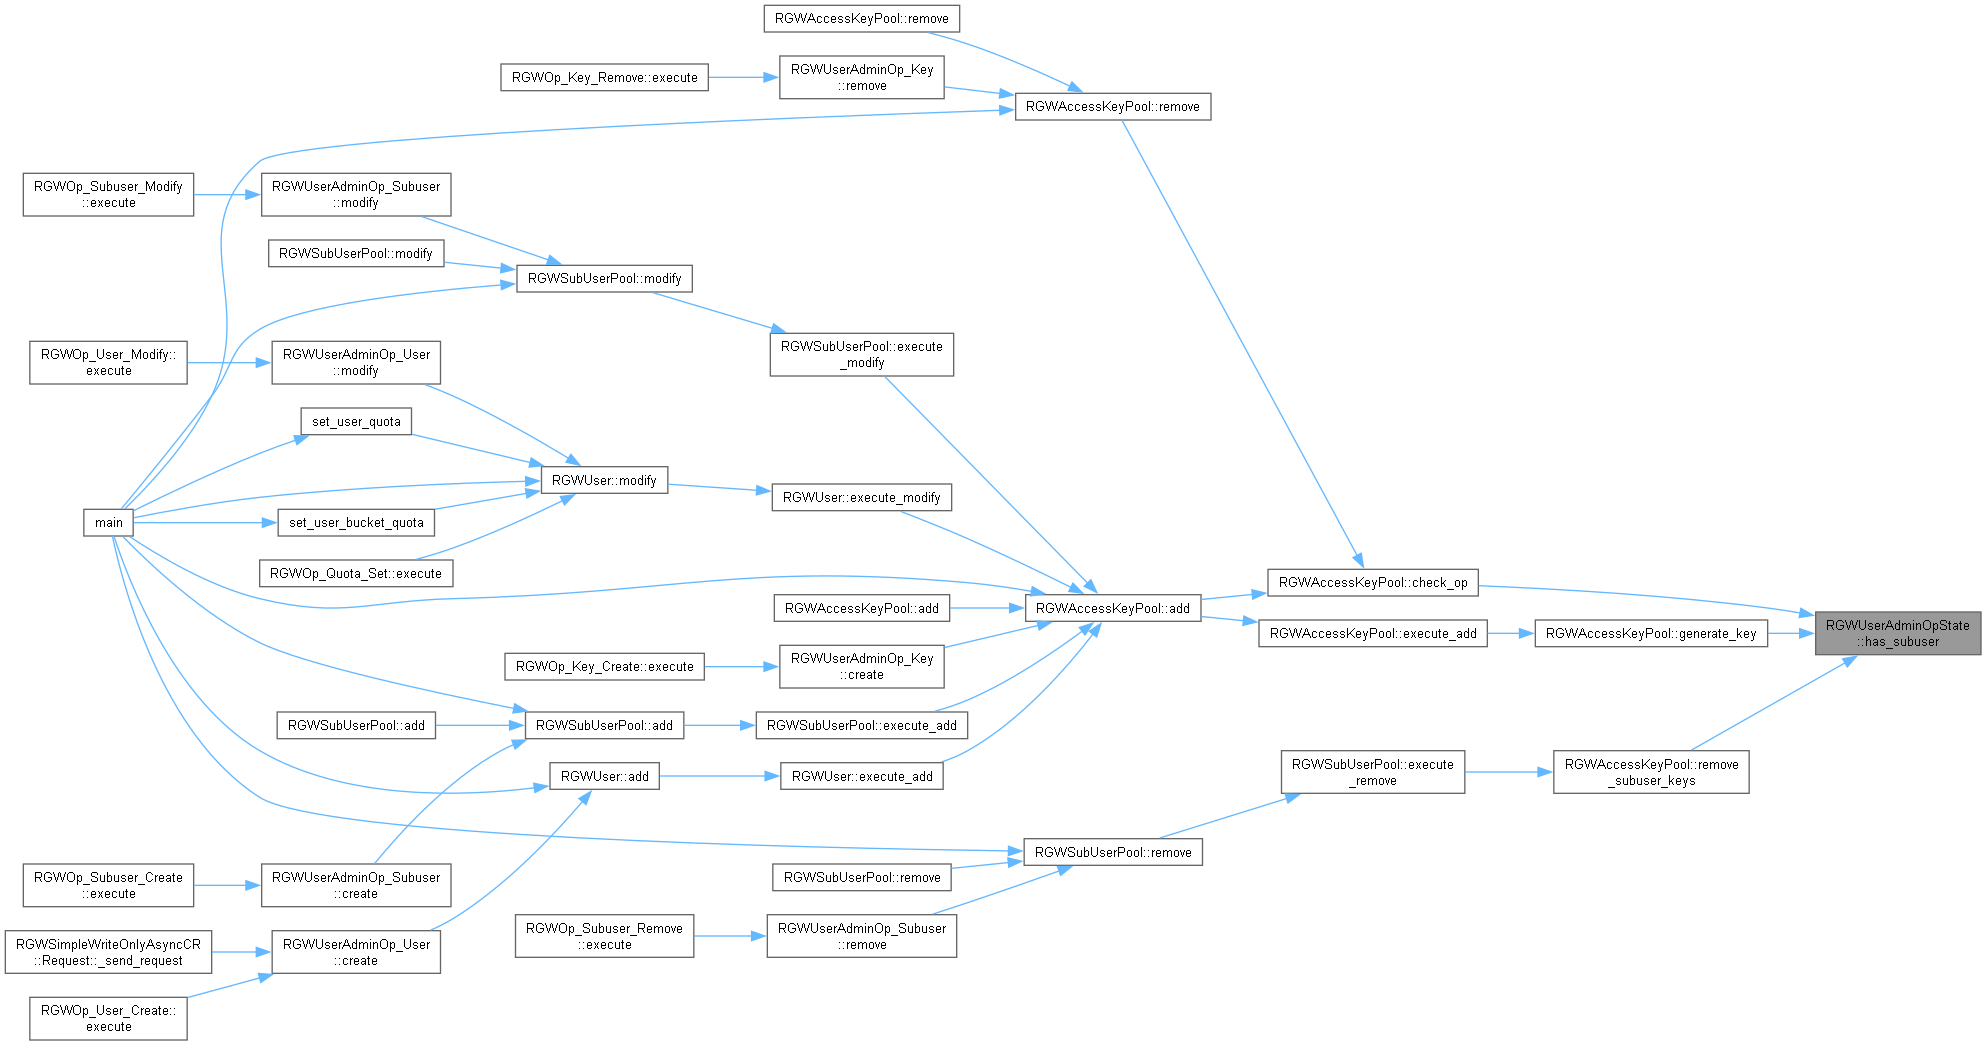 RGWAccessKeyPool::remove
RGWOp_Key_Remove::execute
RGWUserAdminOp_Key
::remove
RGWAccessKeyPool::remove
RGWOp_Subuser_Modify
::execute
RGWUserAdminOp_Subuser
::modify
RGWSubUserPool::modify
RGWSubUserPool::modify
RGWOp_User_Modify::
execute
RGWUserAdminOp_User
::modify
RGWSubUserPool::execute
_modify
set_user_quota
RGWUser::modify
RGWUser::execute_modify
main
set_user_bucket_quota
RGWOp_Quota_Set::execute
RGWAccessKeyPool::check_op
RGWAccessKeyPool::add
RGWAccessKeyPool::add
RGWAccessKeyPool::execute_add
RGWAccessKeyPool::generate_key
RGWUserAdminOpState
::has_subuser
RGWOp_Key_Create::execute
RGWUserAdminOp_Key
::create
RGWSubUserPool::add
RGWSubUserPool::add
RGWSubUserPool::execute_add
RGWUser::add
RGWUser::execute_add
RGWSubUserPool::execute
_remove
RGWAccessKeyPool::remove
_subuser_keys
RGWSubUserPool::remove
RGWOp_Subuser_Create
::execute
RGWUserAdminOp_Subuser
::create
RGWSubUserPool::remove
RGWSimpleWriteOnlyAsyncCR
::Request::_send_request
RGWUserAdminOp_User
::create
RGWOp_Subuser_Remove
::execute
RGWUserAdminOp_Subuser
::remove
RGWOp_User_Create::
execute